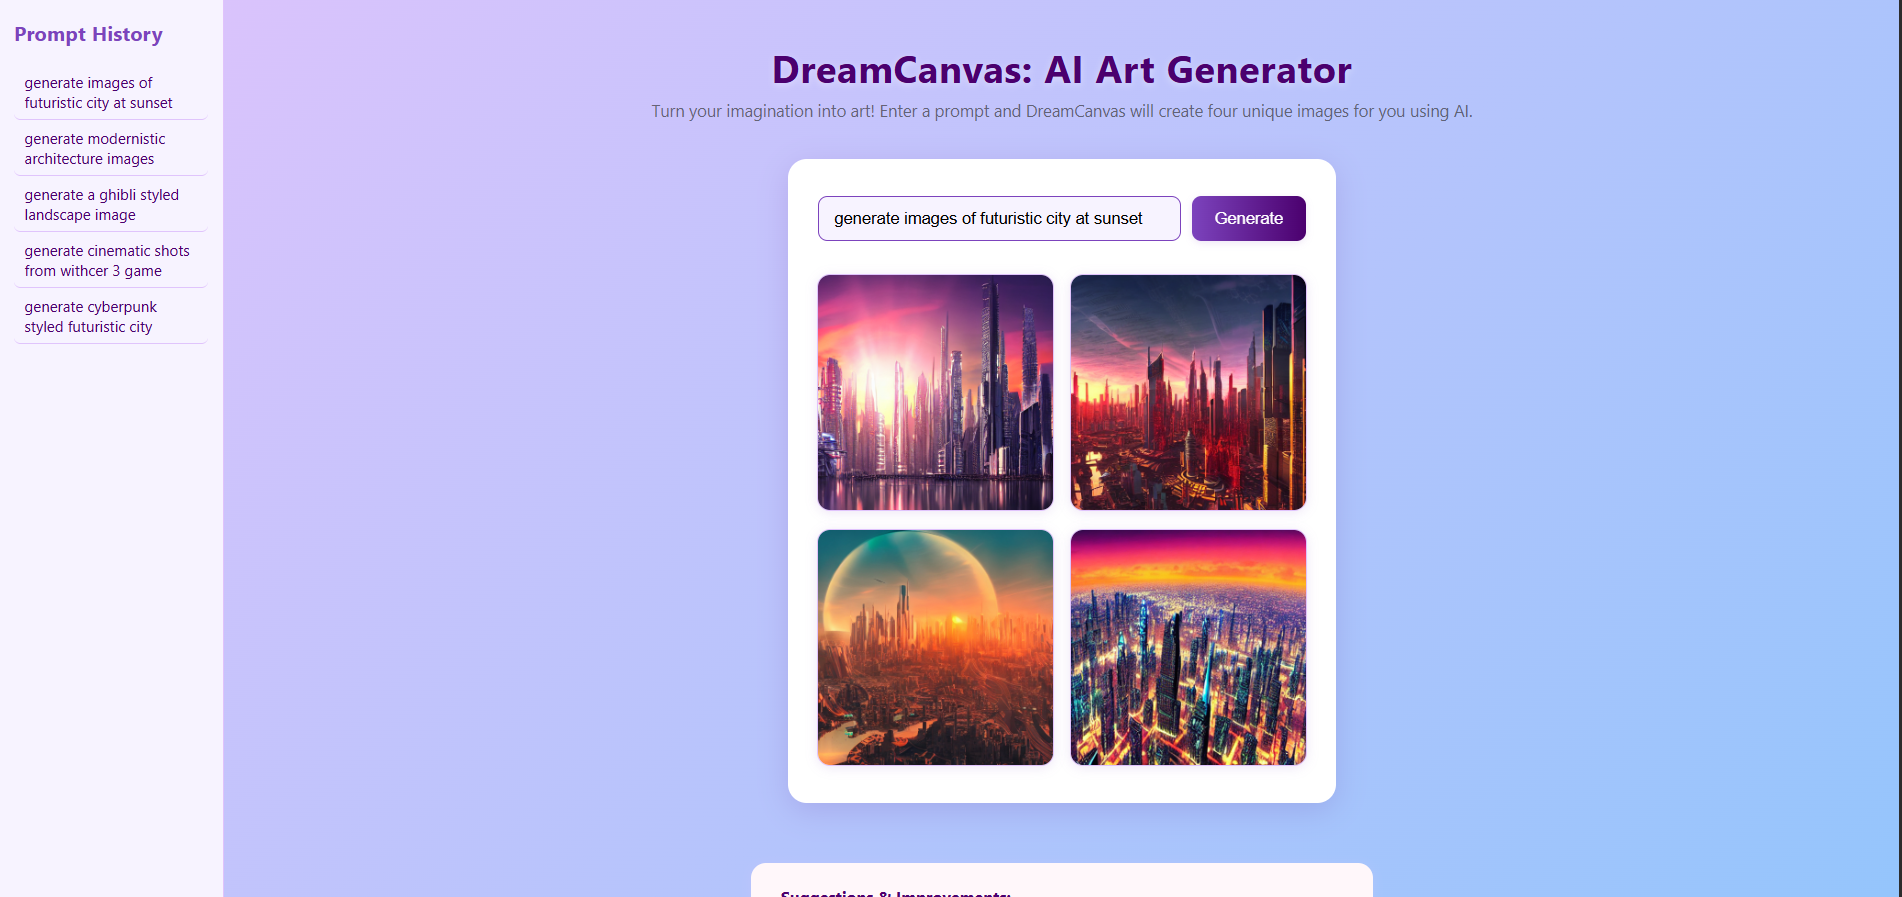 Prompt History
generate images of
futuristic city at sunset
generate modernistic
architecture images
generate a ghibli styled
landscape image
generate cinematic shots
from withcer 3 game
generate cyberpunk
styled futuristic city
DreamCanvas: AI Art Generator
Turn your imagination into art! Enter a prompt and DreamCanvas will create four unique images for you using AI.
generate images of futuristic city at sunset
Generate
Suggestions & Improvements: